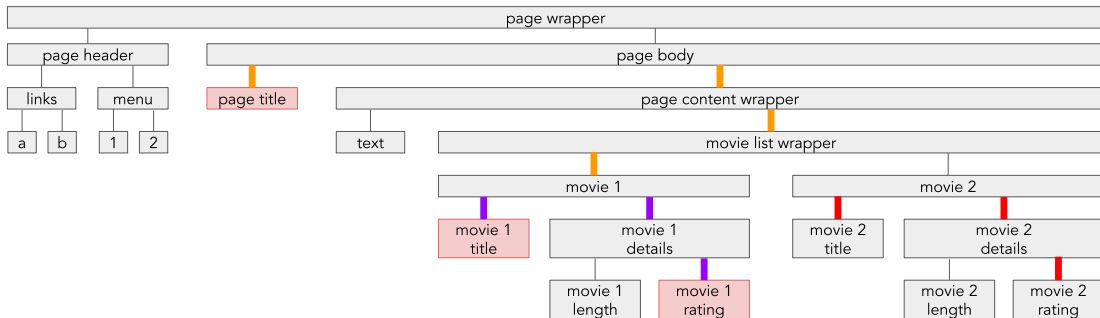 page wrapper
page header
page body
links
menu
page title
page content wrapper
a
b
1
2
text
movie list wrapper
movie 1
movie 2
movie 1
title
movie 1
details
movie 2
title
movie 2
details
movie 1
length
movie 1
rating
movie 2
length
movie 2
rating